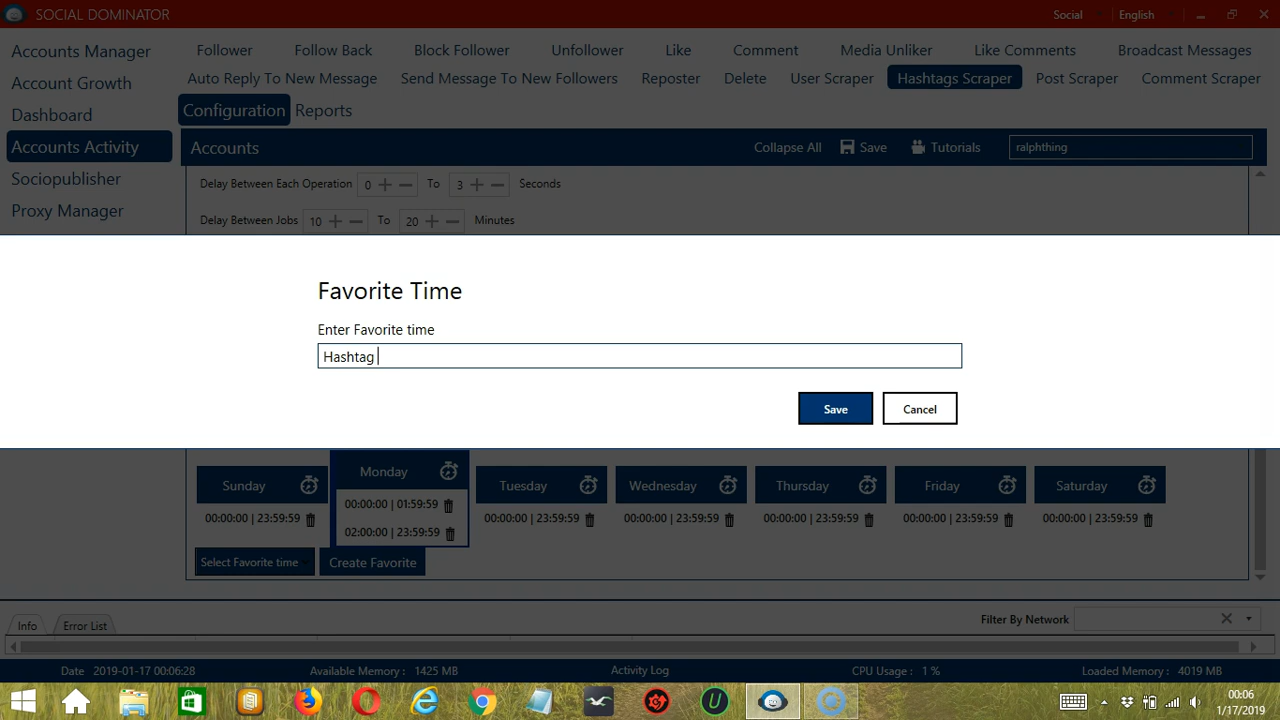 SOCIAL DOMINATOR
Social
English
Accounts Manager
Account Growth
Dashboard
Accounts Activity
Sociopublisher
Proxy Manager
Follower Follow Back Block Follower Unfollower Like Comment Media Unliker Like Comments Broadcast Messages
Auto Reply To New Message Send Message To New Followers Reposter Delete User Scraper Hashtags Scraper Post Scraper Comment Scraper
Configuration Reports
Accounts
Collapse All Save Tutorials ralphthing
Delay Between Each Operation 0 To 3 Seconds
Delay Between Jobs 10 To 20 Minutes
Favorite Time
Enter Favorite time
Hashtag
Save Cancel
Sunday Monday Tuesday Wednesday Thursday Friday Saturday
00:00:00 | 23:59:59
00:00:00 | 01:59:59
02:00:00 | 23:59:59
00:00:00 | 23:59:59
00:00:00 | 23:59:59
00:00:00 | 23:59:59
00:00:00 | 23:59:59
00:00:00 | 23:59:59
Select Favorite time Create Favorite
Info Error List
Filter By Network
Date 2019-01-17 00:06:28 Available Memory : 1425 MB Activity Log CPU Usage : 1 % Loaded Memory : 4019 MB
00:06
1/17/2019